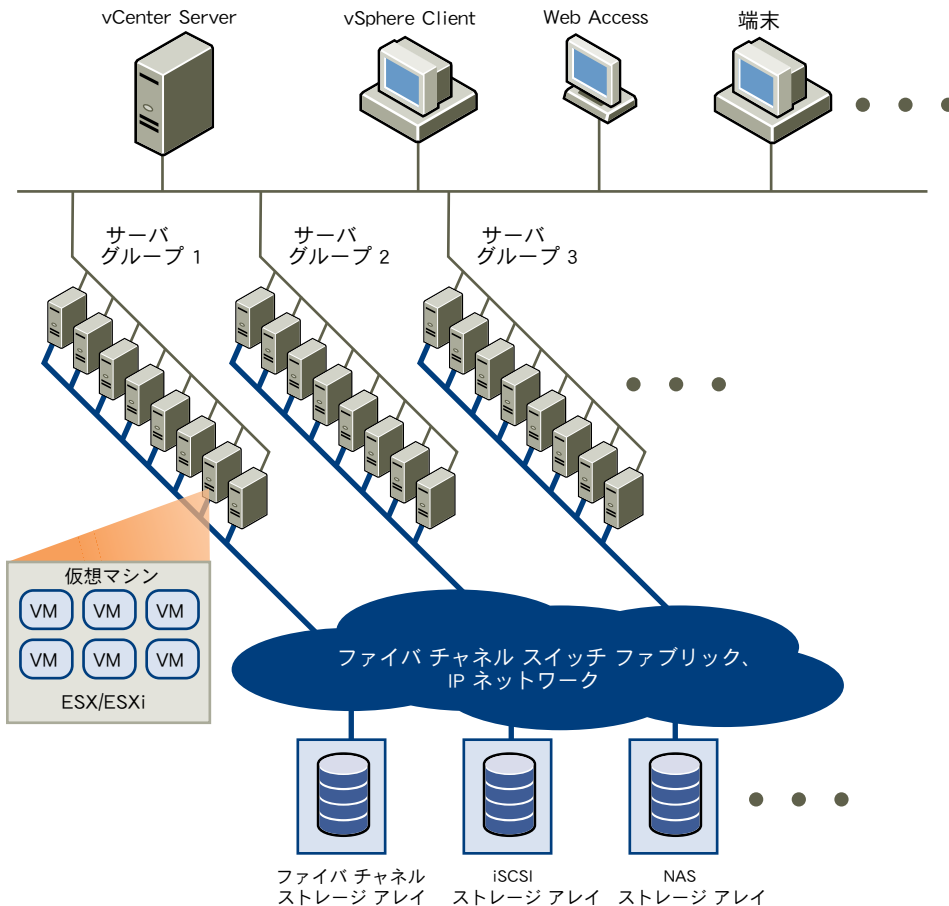 vCenter Server
vSphere Client
Web Access
端末
サーバ
グループ 1
サーバ
グループ 2
サーバ
グループ 3
仮想マシン
VM
VM
VM
VM
VM
VM
ESX/ESXi
ファイバ チャネル スイッチ ファブリック、
IP ネットワーク
ファイバ チャネル
ストレージ アレイ
iSCSI
ストレージ アレイ
NAS
ストレージ アレイ